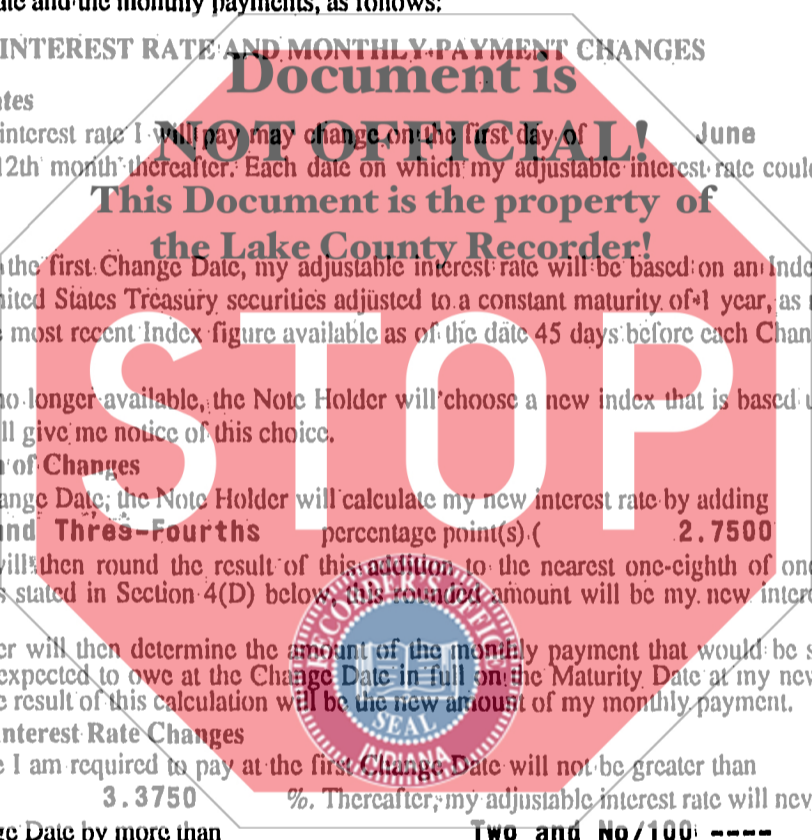 ate and the monthly payments, as follows:
INTEREST RATE AND MONTHLY PAYMENT CHANGES
Document is
ates
interest rate I will pay may change on the first day of June
NOT OFFICIAL!
12th month thereafter. Each date on which my adjustable interest rate could
This Document is the property of
the Lake County Recorder!
the first Change Date, my adjustable interest rate will be based on an Inde
nited States Treasury securities adjusted to a constant maturity of 1 year, as
most recent Index figure available as of the date 45 days before each Chan
STOP
no longer available, the Note Holder will choose a new index that is based u
ll give me notice of this choice.
of Changes
ange Date, the Note Holder will calculate my new interest rate by adding
nd Three-Fourths percentage point(s) ( 2.7500
will then round the result of this addition to the nearest one-eighth of one
s stated in Section 4(D) below, this rounded amount will be my new intere
er will then determine the amount of the monthly payment that would be s
expected to owe at the Change Date in full on the Maturity Date at my new
e result of this calculation will be the new amount of my monthly payment.
RECORDER'S OFFICE
SEAL
INDIANA
nterest Rate Changes
e I am required to pay at the first Change Date will not be greater than
3.3750 %. Thereafter, my adjustable interest rate will nev
ge Date by more than Two and No/100 ----